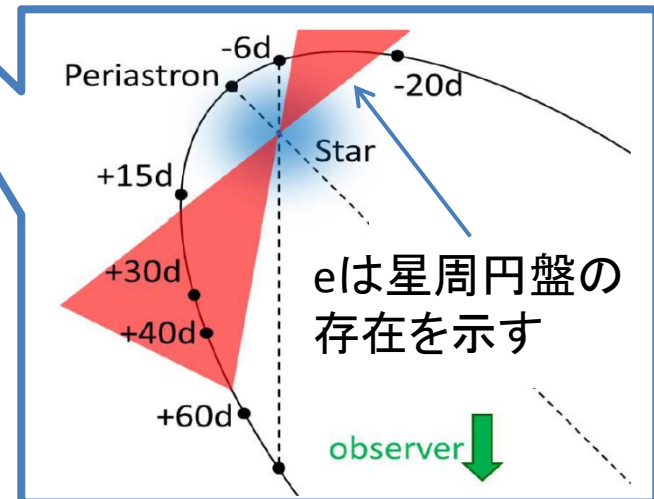 -6d
Periastron
-20d
Star
+15d
+30d
eは星周円盤の
存在を示す
+40d
+60d
observer